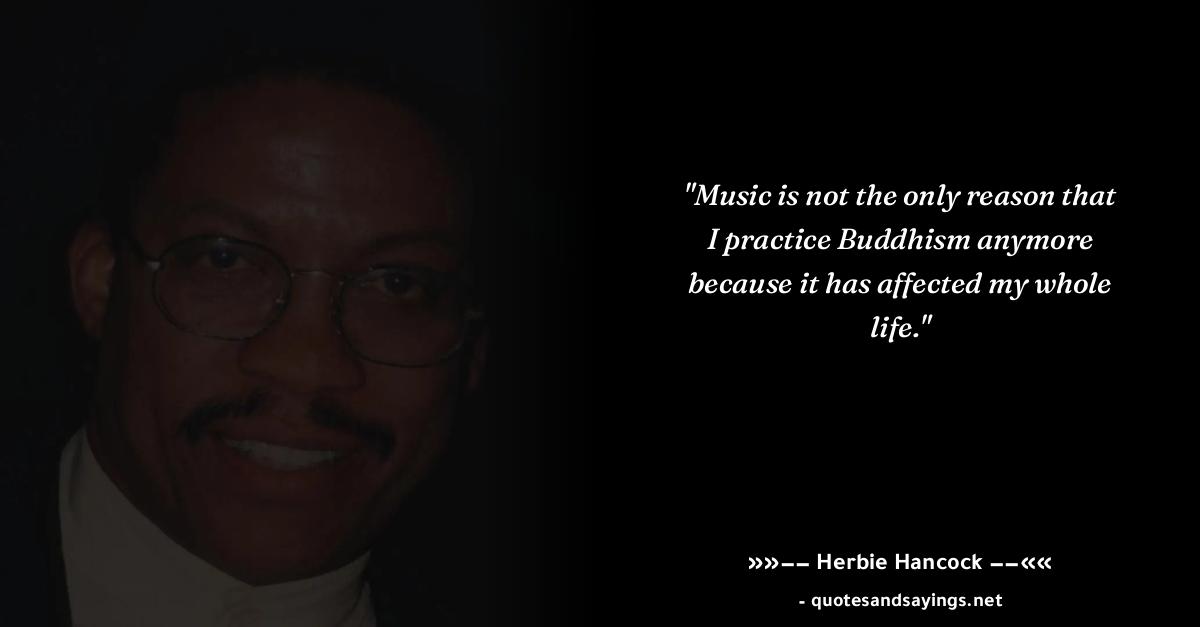 "Music is not the only reason that
I practice Buddhism anymore
because it has affected my whole
life."
»»−− Herbie Hancock −−««
- quotesandsayings.net